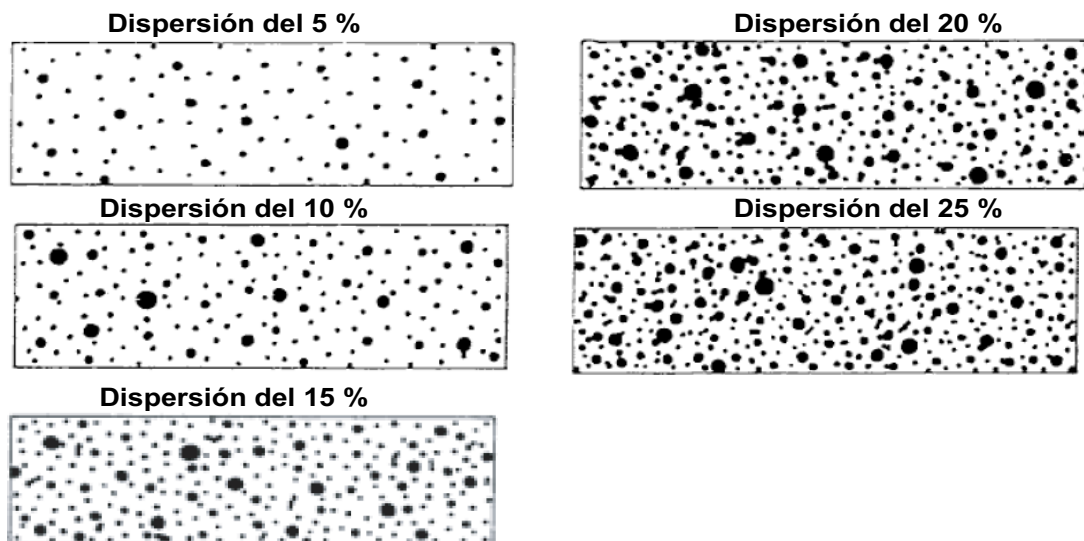 Dispersión del 5 %
Dispersión del 20 %
Dispersión del 10 %
Dispersión del 25 %
Dispersión del 15 %